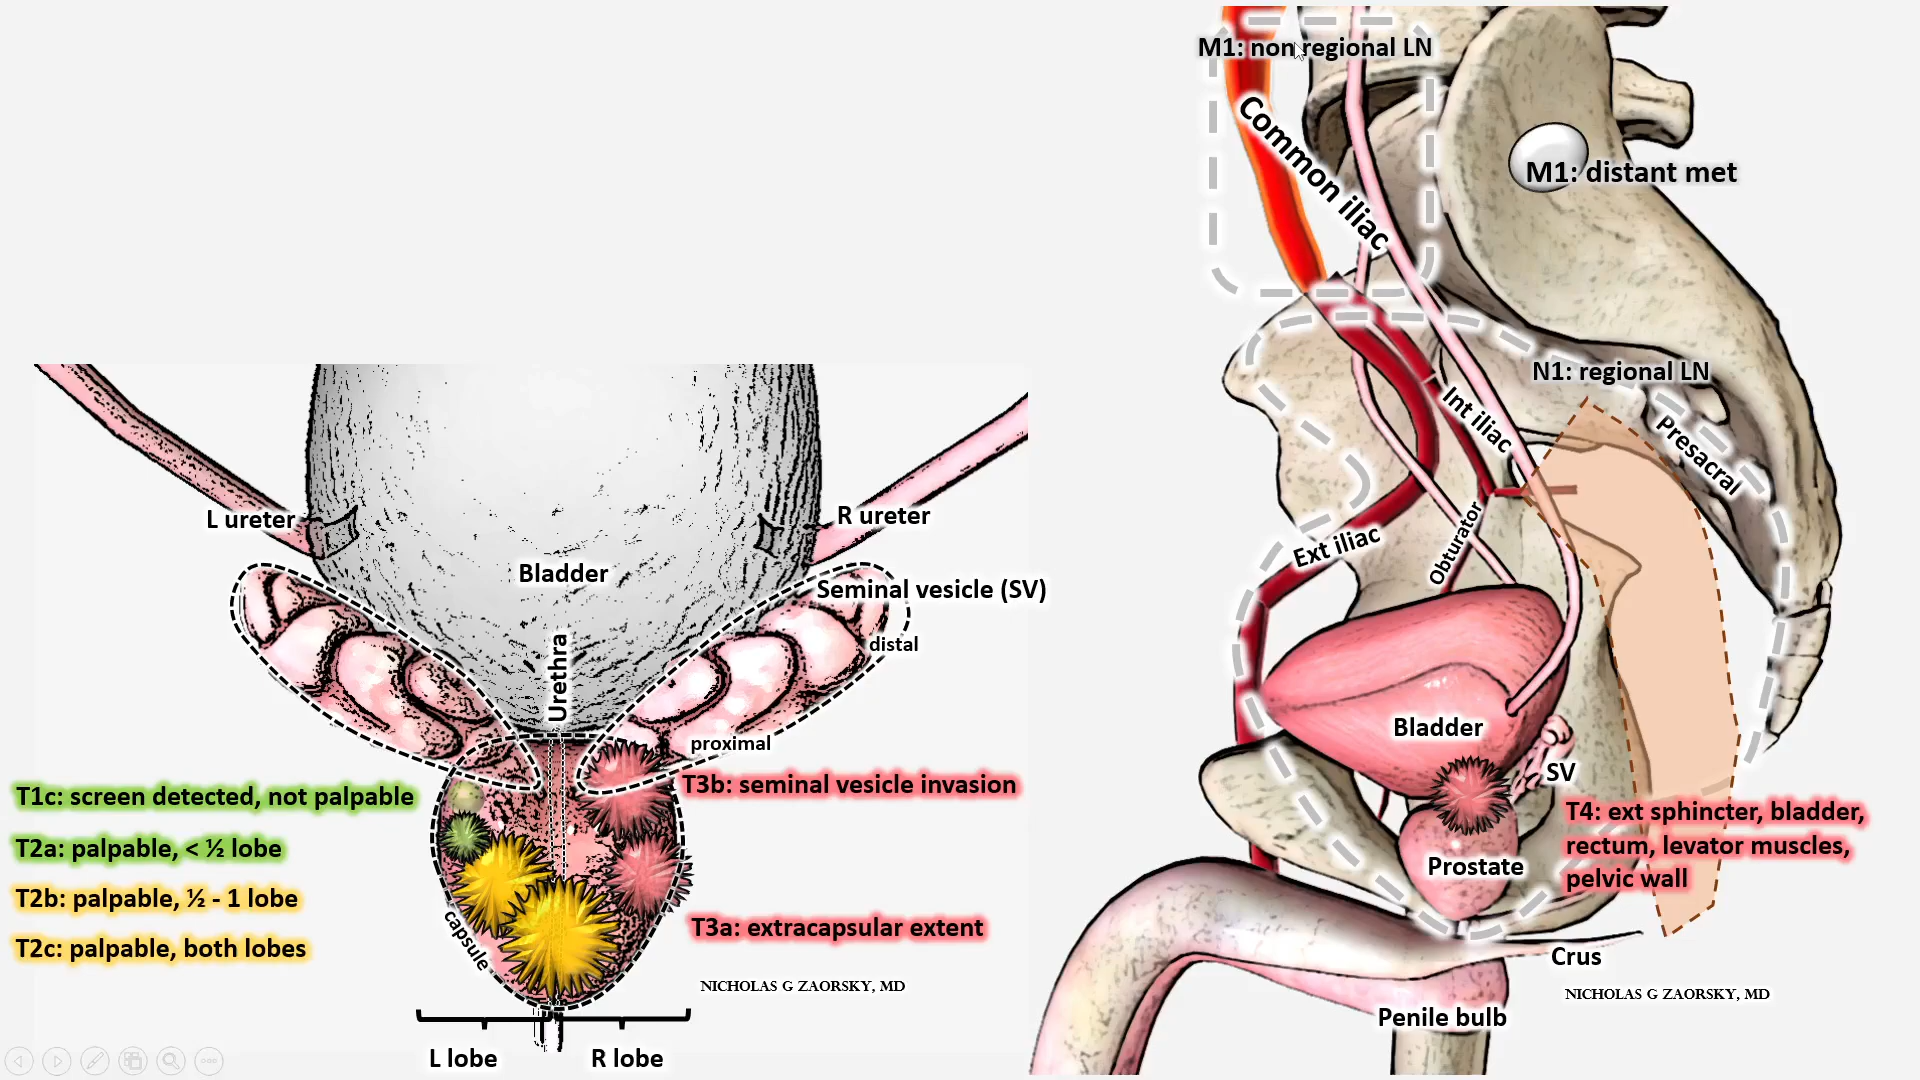 L ureter
R ureter
Bladder
Seminal vesicle (SV)
distal
Urethra
proximal
T1c: screen detected, not palpable
T2a: palpable, < ½ lobe
T2b: palpable, ½ - 1 lobe
T2c: palpable, both lobes
T3b: seminal vesicle invasion
T3a: extracapsular extent
capsule
NICHOLAS G ZAORSKY, MD
L lobe
R lobe
M1: non regional LN
Common iliac
M1: distant met
N1: regional LN
Int iliac
Presacral
Ext iliac
Obturator
Bladder
SV
T4: ext sphincter, bladder,
rectum, levator muscles,
pelvic wall
Prostate
Crus
NICHOLAS G ZAORSKY, MD
Penile bulb